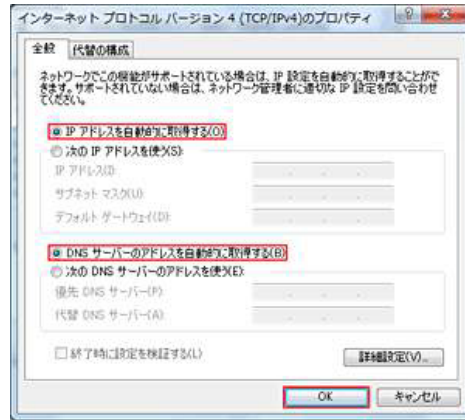 インターネット プロトコル バージョン 4 (TCP/IPv4)のプロパティ
全般 代替の構成
ネットワークでこの機能がサポートされている場合は、IP 設定を自動的に取得することがで
きます。サポートされていない場合は、ネットワーク管理者に適切な IP 設定を問い合わせ
てください。
IP アドレスを自動的に取得する(O)
次の IP アドレスを使う(S):
IP アドレス(I):
サブネット マスク(U):
デフォルト ゲートウェイ(D):
DNS サーバーのアドレスを自動的に取得する(B)
次の DNS サーバーのアドレスを使う(E):
優先 DNS サーバー(P):
代替 DNS サーバー(A):
終了時に設定を検証する(L)
詳細設定(V)...
OK キャンセル